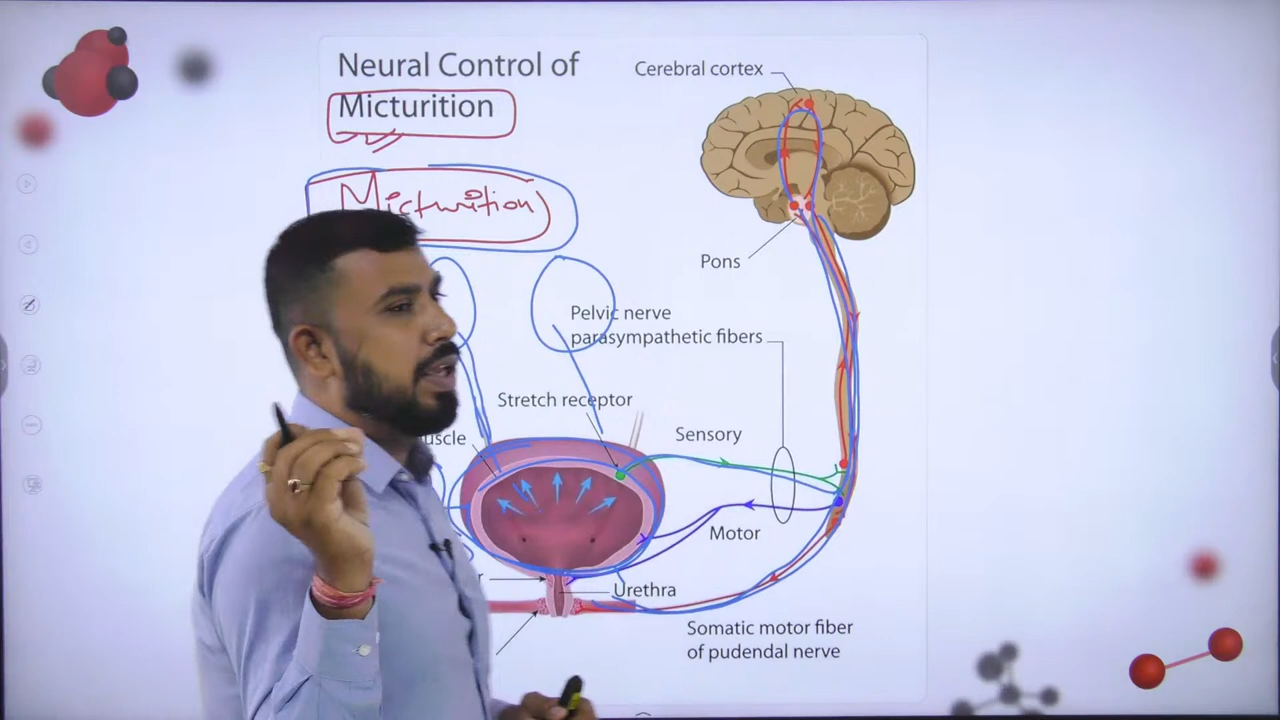 Neural Control of
Micturition
Cerebral cortex
Micturition
Pons
Pelvic nerve
parasympathetic fibers
Stretch receptor
Sensory
Motor
Urethra
Somatic motor fiber
of pudendal nerve